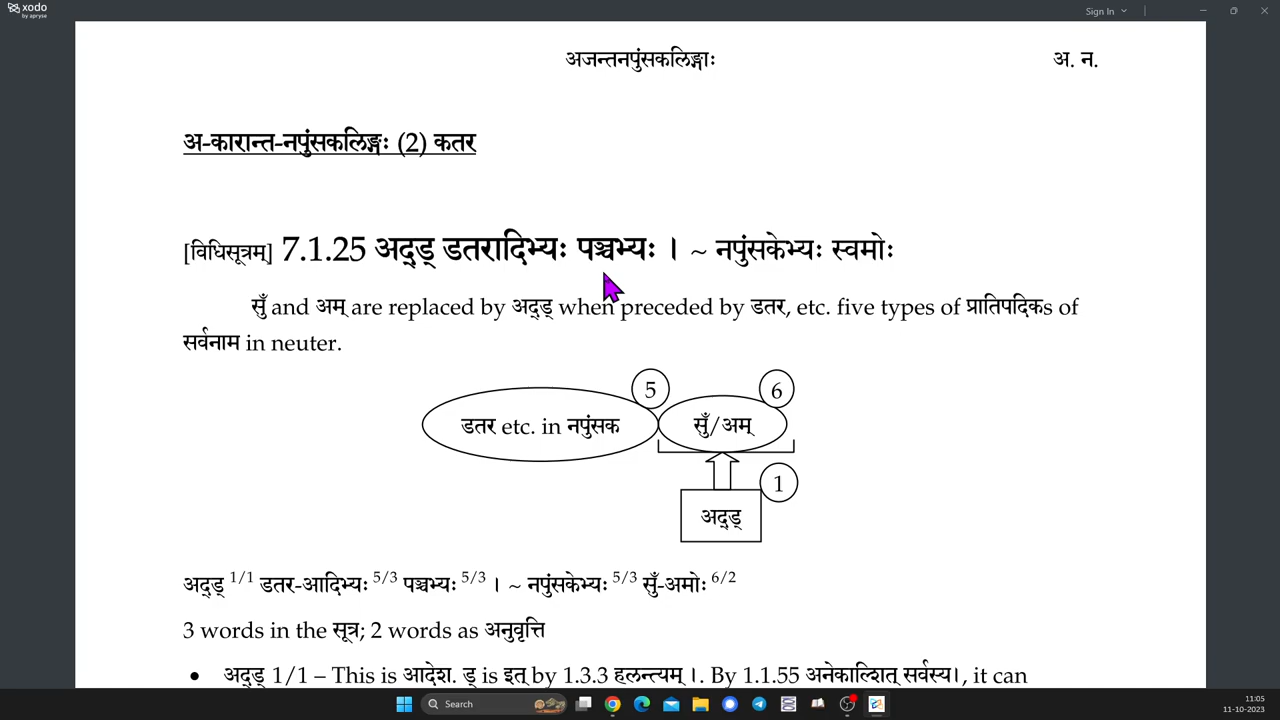 xodo
by apryse
Sign In
अजन्तनपुंसकलिङ्गाः
अ. न.
अ-कारान्त-नपुंसकलिङ्गः (2) कतर
[विधिसूत्रम्] 7.1.25 अद्ड् डतरादिभ्यः पञ्चभ्यः । ~ नपुंसकेभ्यः स्वमोः
सुँ and अम् are replaced by अद्ड् when preceded by डतर, etc. five types of प्रातिपदिकs of
सर्वनाम in neuter.
5
6
डतर etc. in नपुंसक
सुँ/अम्
1
अद्ड्
अद्ड् 1/1 डतर-आदिभ्यः 5/3 पञ्चभ्यः 5/3 । ~ नपुंसकेभ्यः 5/3 सुँ-अमोः 6/2
3 words in the सूत्र; 2 words as अनुवृत्ति
• अद्ड् 1/1 – This is आदेश. ड् is इत् by 1.3.3 हलन्त्यम् ।. By 1.1.55 अनेकाल्शित् सर्वस्य।, it can
Search
11:05
11-10-2023